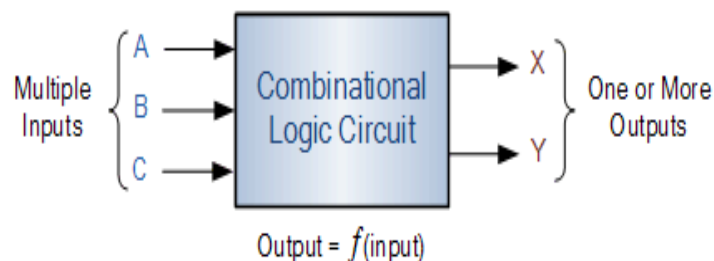 Multiple
Inputs
A
B
C
Combinational
Logic Circuit
X
Y
One or More
Outputs
Output = f(input)